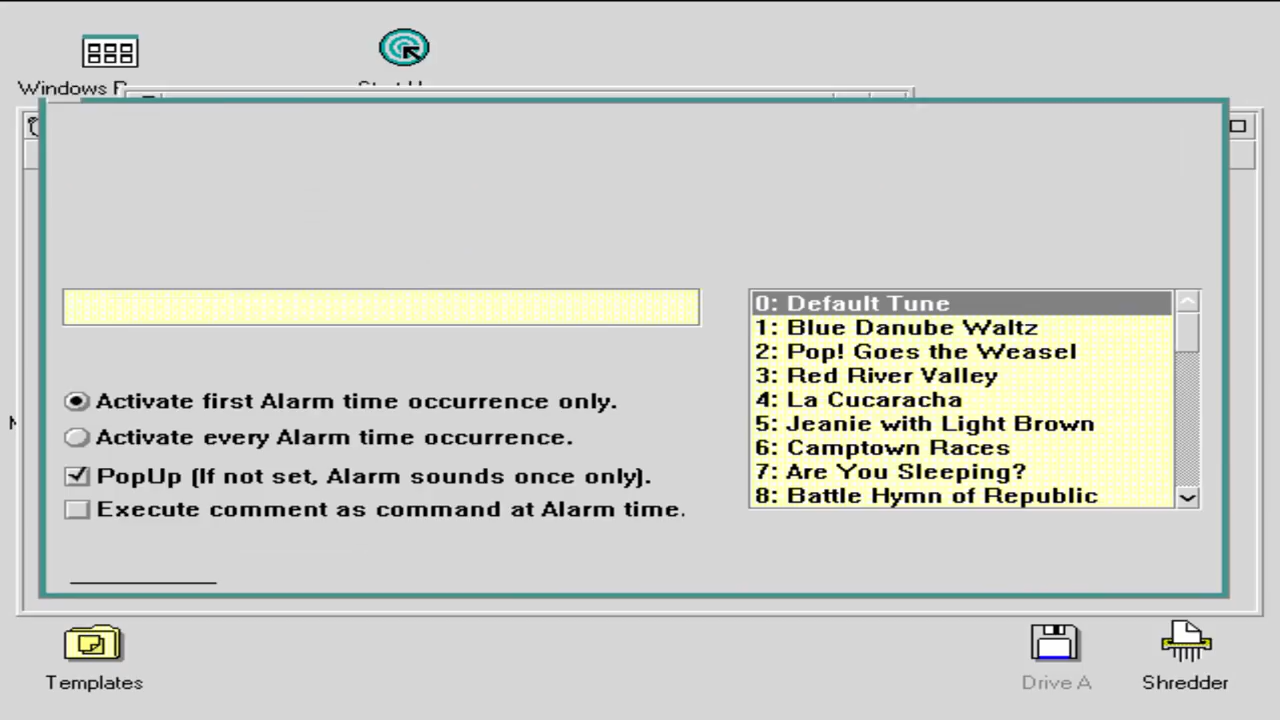 Windows
0: Default Tune
1: Blue Danube Waltz
2: Pop! Goes the Weasel
3: Red River Valley
4: La Cucaracha
5: Jeanie with Light Brown
6: Camptown Races
7: Are You Sleeping?
8: Battle Hymn of Republic
Activate first Alarm time occurrence only.
Activate every Alarm time occurrence.
PopUp (If not set, Alarm sounds once only).
Execute comment as command at Alarm time.
Templates
Drive A
Shredder